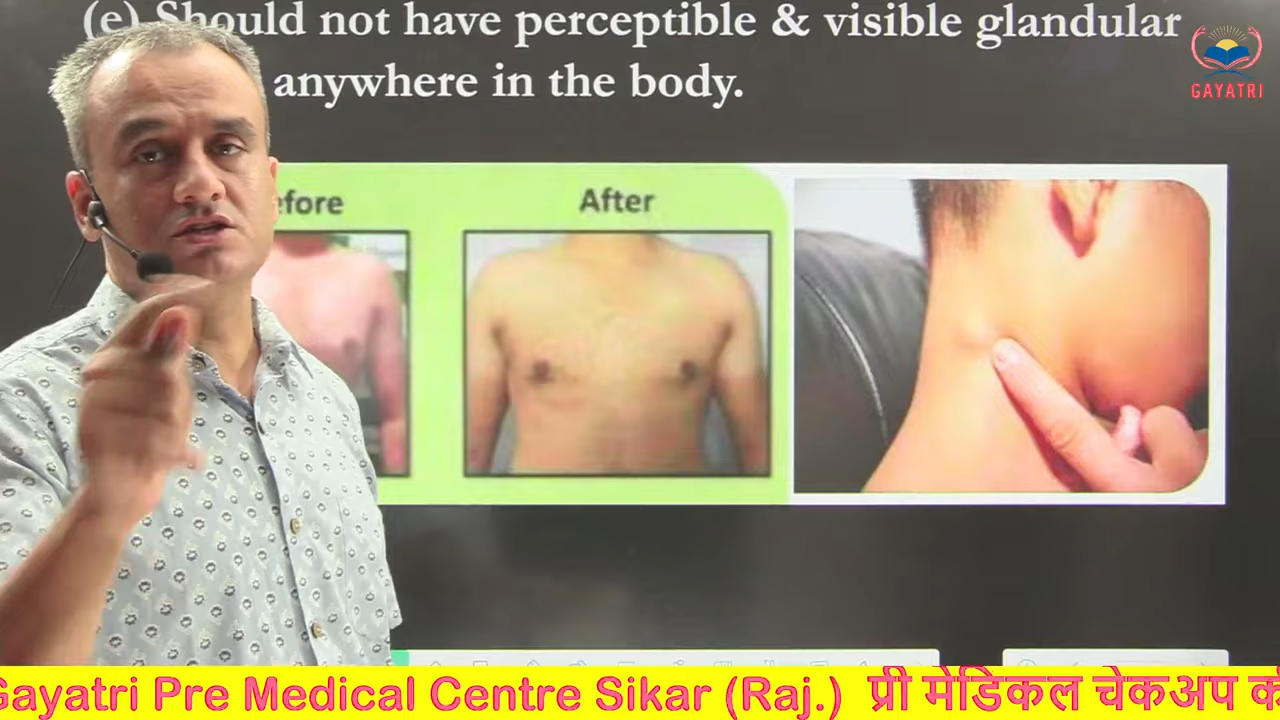 (e) Should not have perceptible & visible glandular
anywhere in the body.
GAYATRI
efore
After
Gayatri Pre Medical Centre Sikar (Raj.) प्री मेडिकल चेकअप की